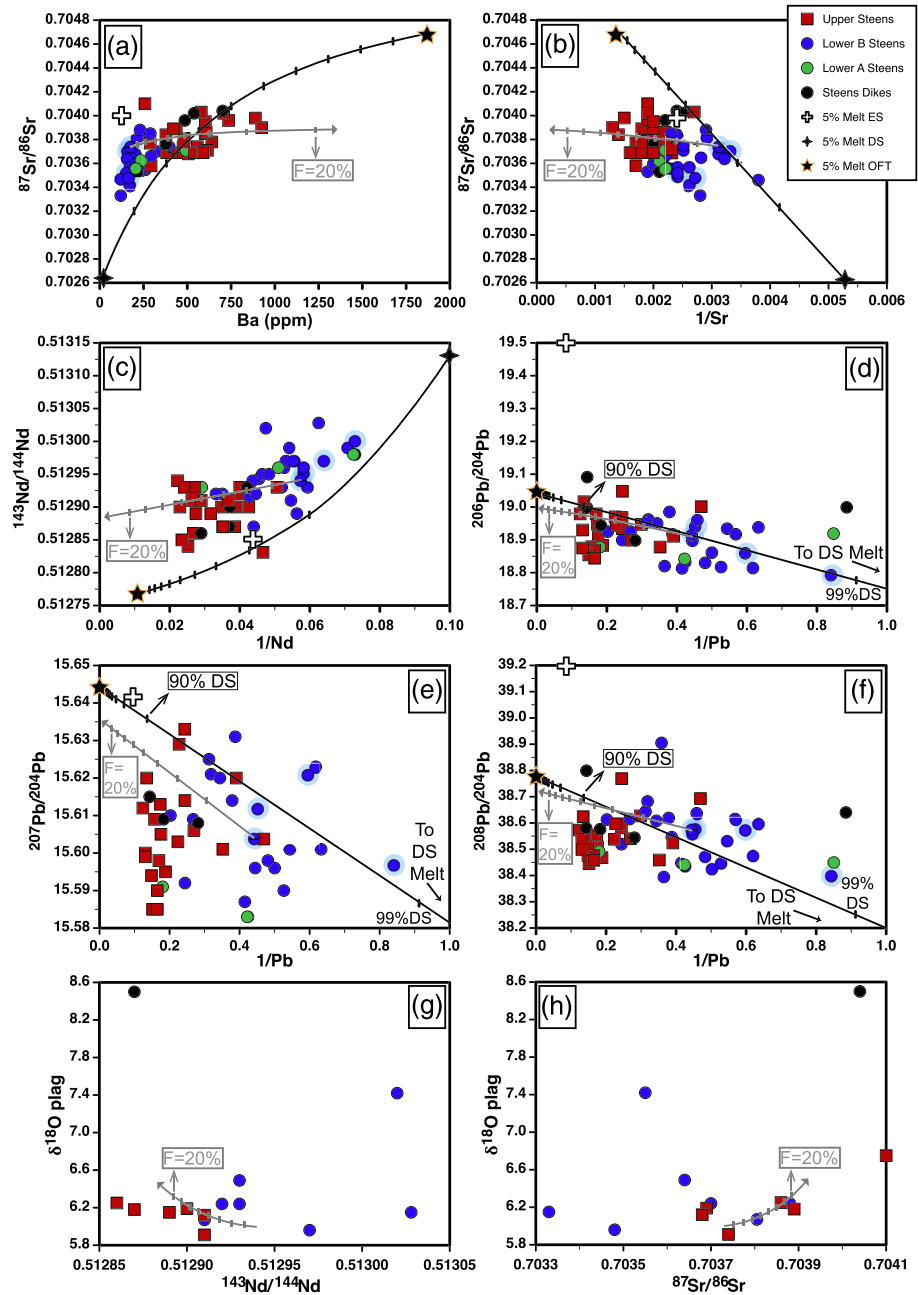 (a)
0.7048
0.7046
0.7044
0.7042
0.7040
0.7038
0.7036
0.7034
0.7032
0.7030
0.7028
0.7026
87Sr/86Sr
F=20%
0 250 500 750 1000 1250 1500 1750 2000
Ba (ppm)
(b)
0.7048
0.7046
0.7044
0.7042
0.7040
0.7038
0.7036
0.7034
0.7032
0.7030
0.7028
0.7026
87Sr/86Sr
F=20%
0.000 0.001 0.002 0.003 0.004 0.005 0.006
1/Sr
Upper Steens
Lower B Steens
Lower A Steens
Steens Dikes
5% Melt ES
5% Melt DS
5% Melt OFT
(c)
0.51315
0.51310
0.51305
0.51300
0.51295
0.51290
0.51285
0.51280
0.51275
143Nd/144Nd
F=20%
0.00 0.02 0.04 0.06 0.08 0.10
1/Nd
(d)
19.5
19.4
19.3
19.2
19.1
19.0
18.9
18.8
18.7
206Pb/204Pb
90% DS
F=
20%
To DS Melt
99%DS
0.0 0.2 0.4 0.6 0.8 1.0
1/Pb
(e)
15.65
15.64
15.63
15.62
15.61
15.60
15.59
15.58
207Pb/204Pb
90% DS
F=
20%
To
DS
Melt
99%DS
0.0 0.2 0.4 0.6 0.8 1.0
1/Pb
(f)
39.2
39.1
39.0
38.9
38.8
38.7
38.6
38.5
38.4
38.3
38.2
208Pb/204Pb
90% DS
F=
20%
99%
DS
To DS
Melt
0.0 0.2 0.4 0.6 0.8 1.0
1/Pb
(g)
8.6
8.2
7.8
7.4
7.0
6.6
6.2
5.8
δ18O plag
F=20%
0.51285 0.51290 0.51295 0.51300 0.51305
143Nd/144Nd
(h)
8.6
8.2
7.8
7.4
7.0
6.6
6.2
5.8
δ18O plag
F=20%
0.7033 0.7035 0.7037 0.7039 0.7041
87Sr/86Sr